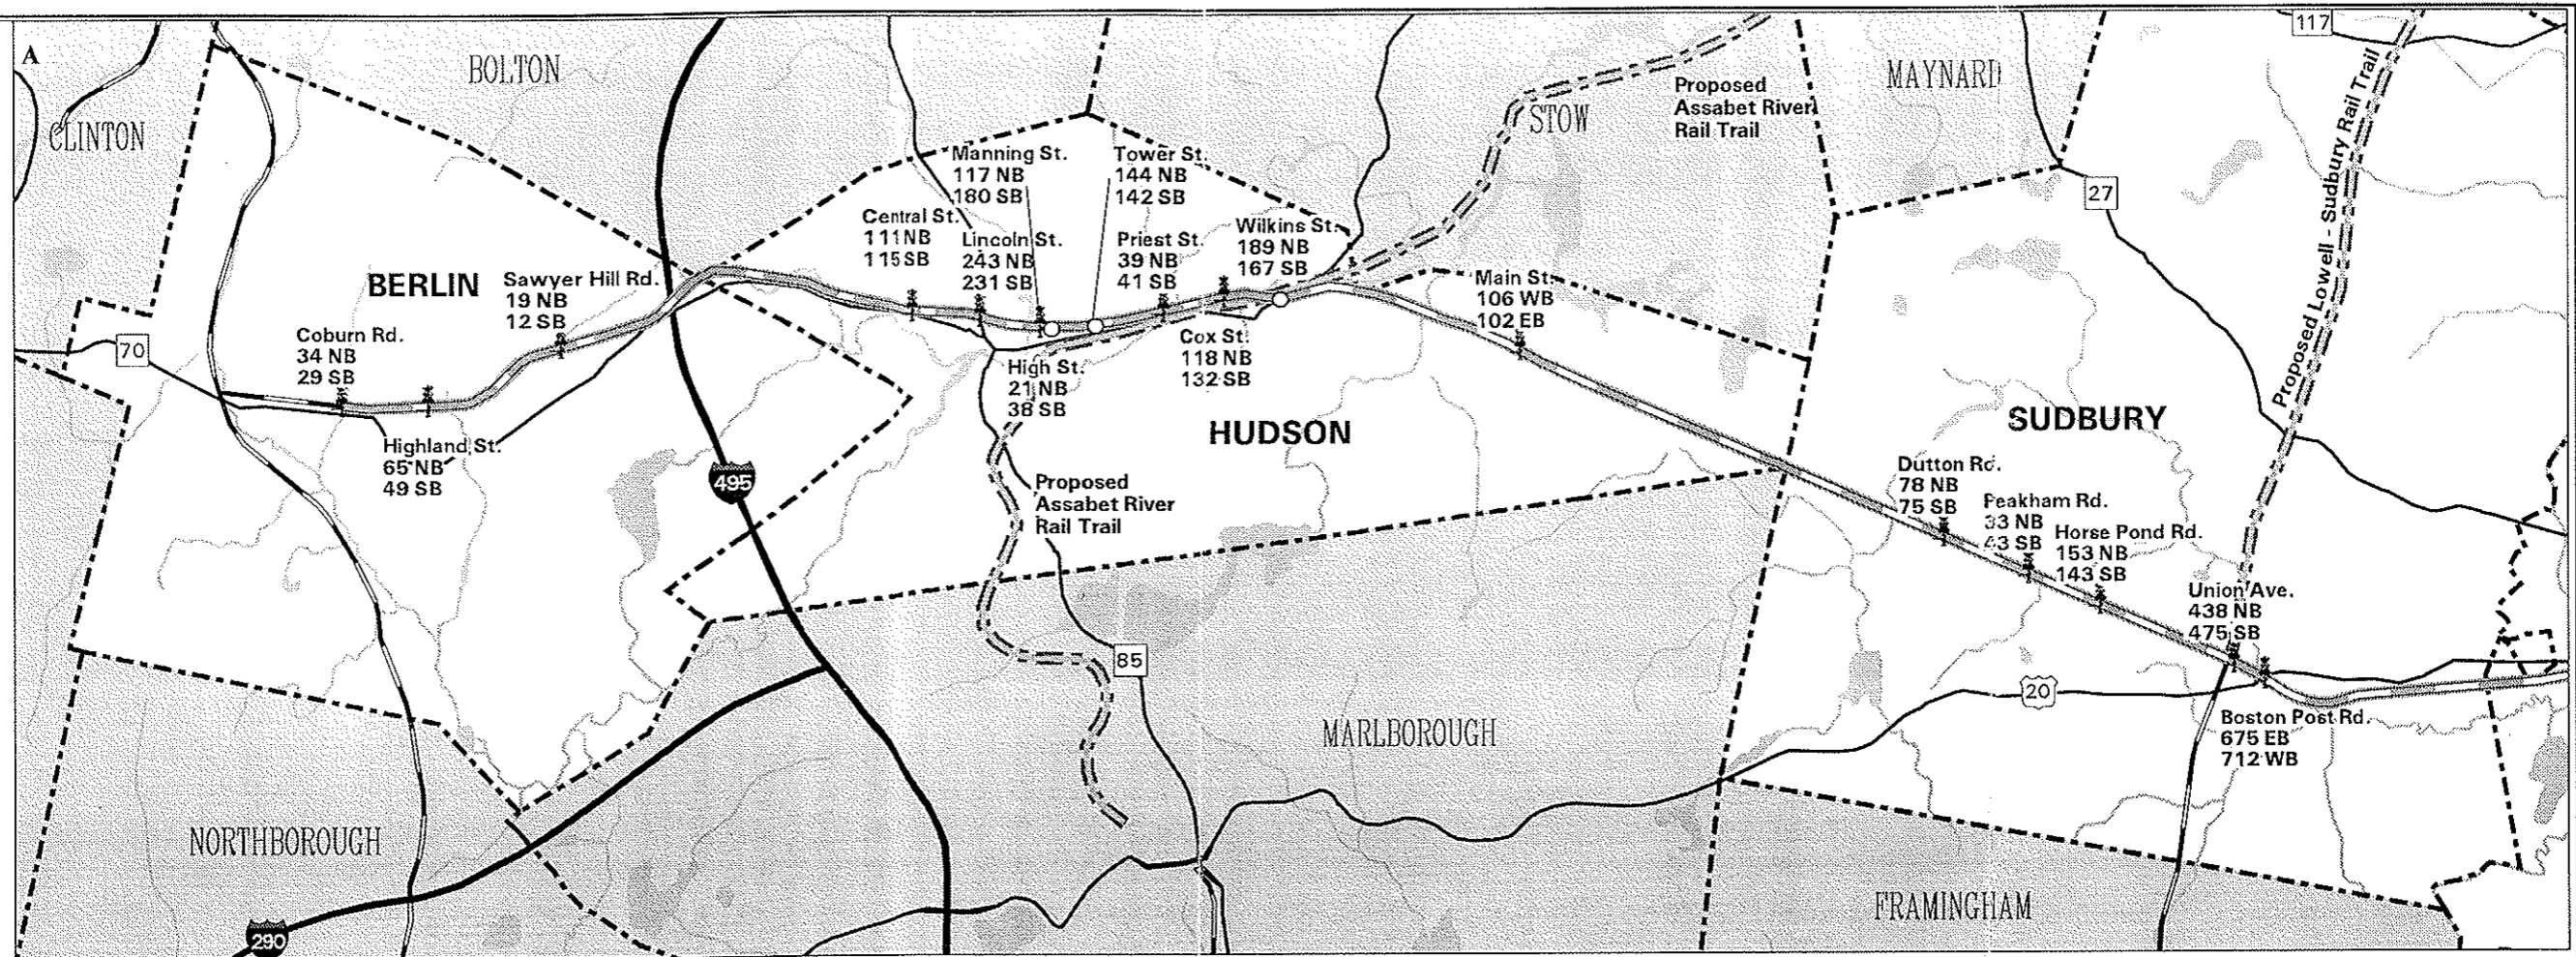 A
BOLTON
CLINTON
STOW
MAYNARD
117
27
Proposed
Assabet River
Rail Trail
Proposed Lowell - Sudbury Rail Trail
Manning St.
117 NB
180 SB
Tower St.
144 NB
142 SB
Central St.
111 NB
115 SB
Lincoln St.
243 NB
231 SB
Priest St.
39 NB
41 SB
Wilkins St.
189 NB
167 SB
BERLIN
Sawyer Hill Rd.
19 NB
12 SB
Main St.
106 WB
102 EB
Coburn Rd.
34 NB
29 SB
70
High St.
21 NB
38 SB
Cox St.
118 NB
132 SB
HUDSON
SUDBURY
Highland St.
65 NB
49 SB
495
Proposed
Assabet River
Rail Trail
Dutton Rd.
78 NB
75 SB
Peakham Rd.
33 NB
43 SB
Horse Pond Rd.
153 NB
143 SB
Union Ave.
438 NB
475 SB
85
20
Boston Post Rd.
675 EB
712 WB
MARLBOROUGH
NORTHBOROUGH
FRAMINGHAM
290